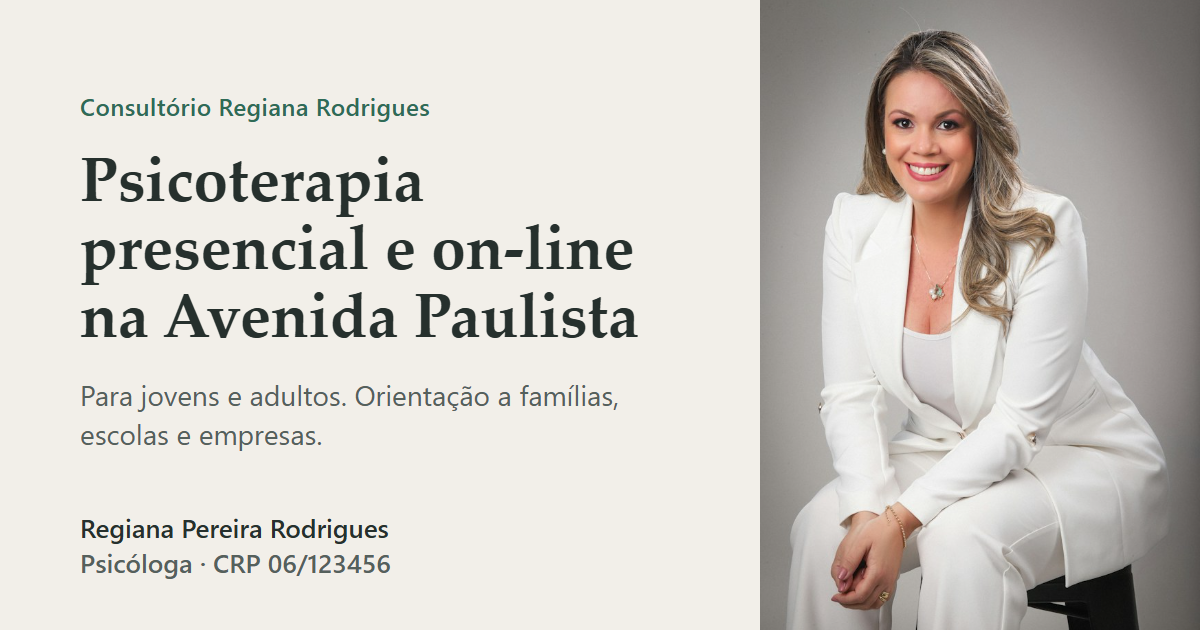 Consultório Regiana Rodrigues
Psicoterapia
presencial e on-line
na Avenida Paulista
Para jovens e adultos. Orientação a famílias,
escolas e empresas.
Regiana Pereira Rodrigues
Psicóloga · CRP 06/123456